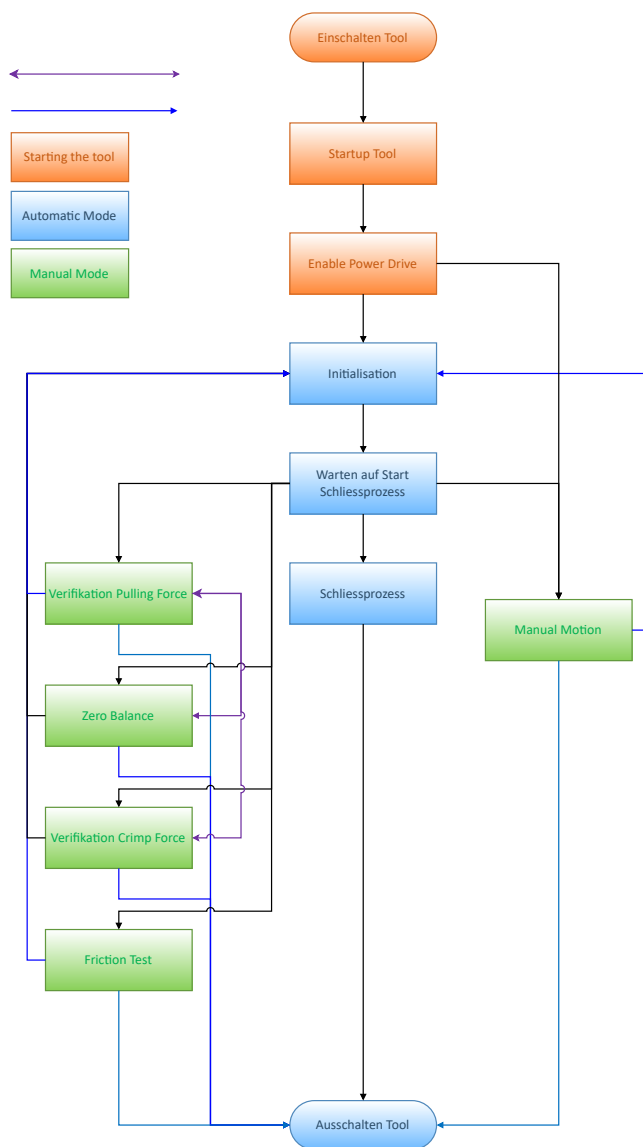 Einschalten Tool
Startup Tool
Starting the tool
Automatic Mode
Manual Mode
Enable Power Drive
Initialisation
Warten auf Start
Schliessprozess
Verifikation Pulling Force
Schliessprozess
Manual Motion
Zero Balance
Verifikation Crimp Force
Friction Test
Ausschalten Tool